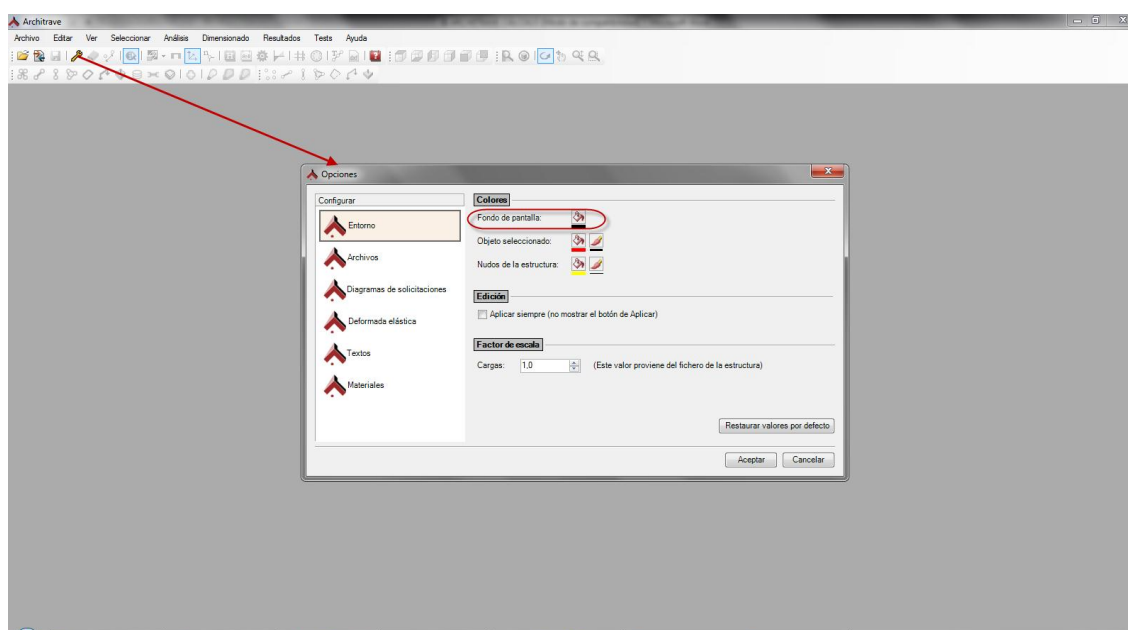 Architrave
Archivo Editar Ver Seleccionar Análisis Dimensionado Resultados Tests Ayuda
Opciones
Configurar
Entorno
Archivos
Diagramas de solicitaciones
Deformada elástica
Textos
Materiales
Colores
Fondo de pantalla:
Objeto seleccionado:
Nudos de la estructura:
Edición
Aplicar siempre (no mostrar el botón de Aplicar)
Factor de escala
Cargas: 1,0 (Este valor proviene del fichero de la estructura)
Restaurar valores por defecto
Aceptar Cancelar